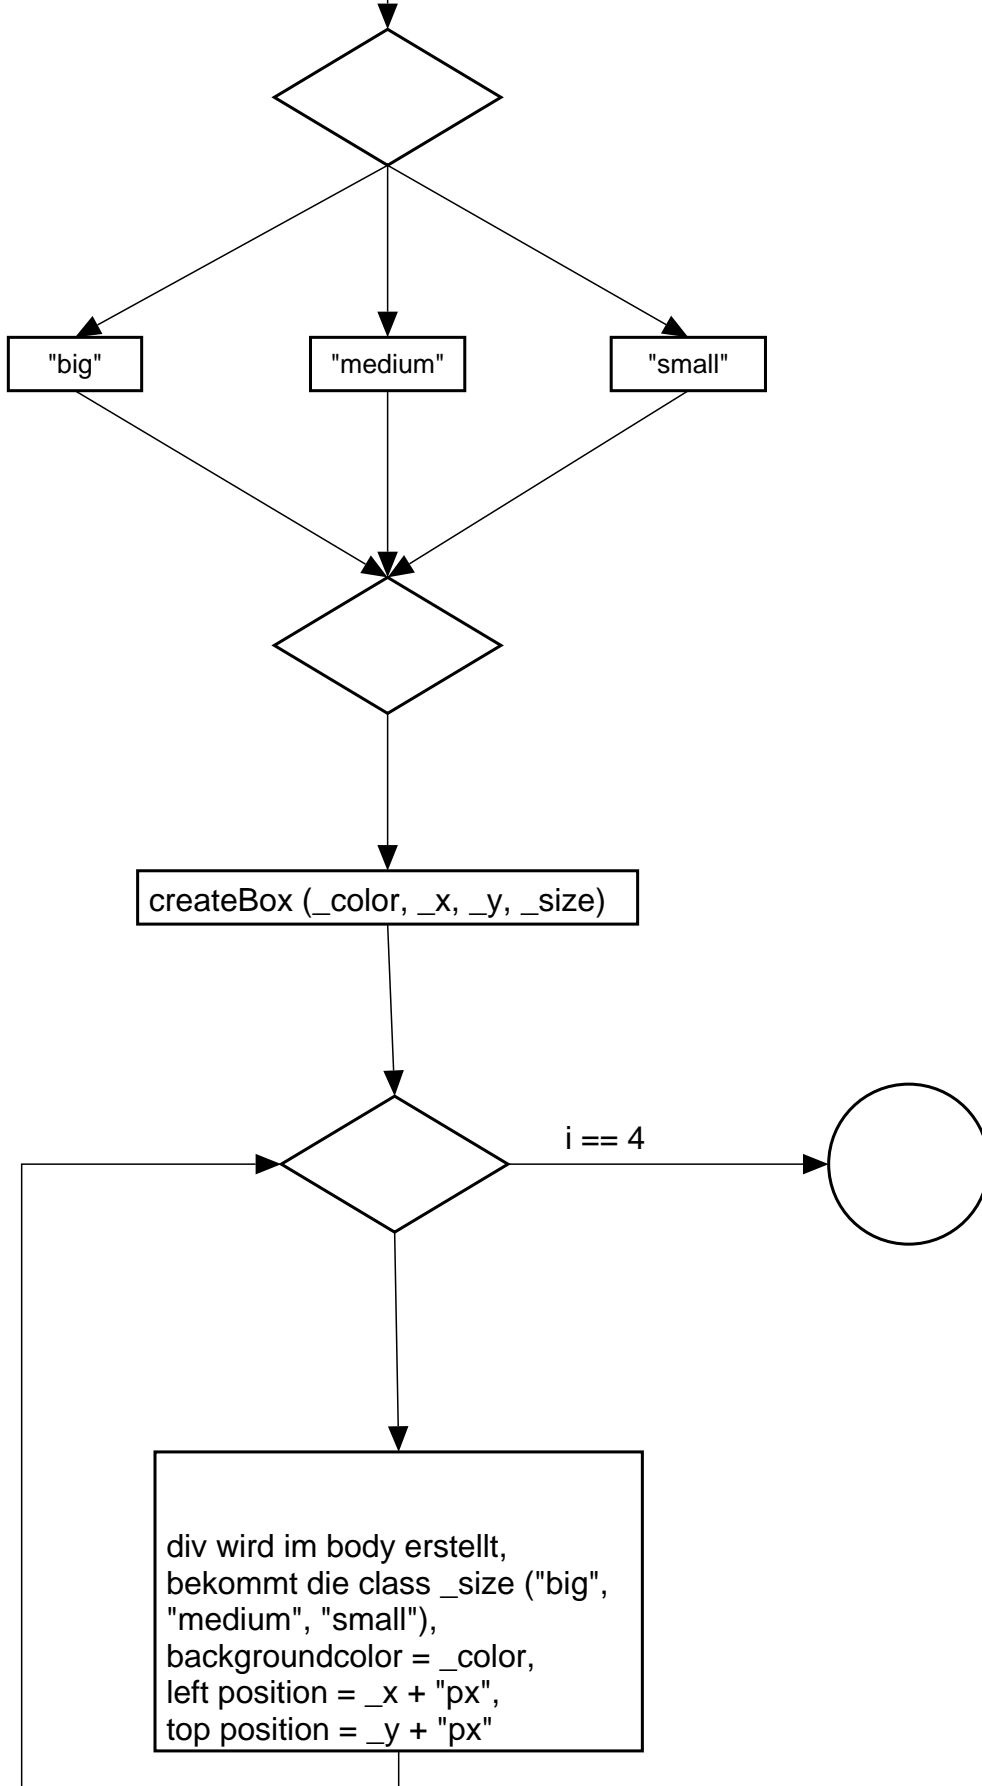 "big"
"medium"
"small"
createBox (_color, _x, _y, _size)
i == 4
div wird im body erstellt,
bekommt die class _size ("big",
"medium", "small"),
backgroundcolor = _color,
left position = _x + "px",
top position = _y + "px"